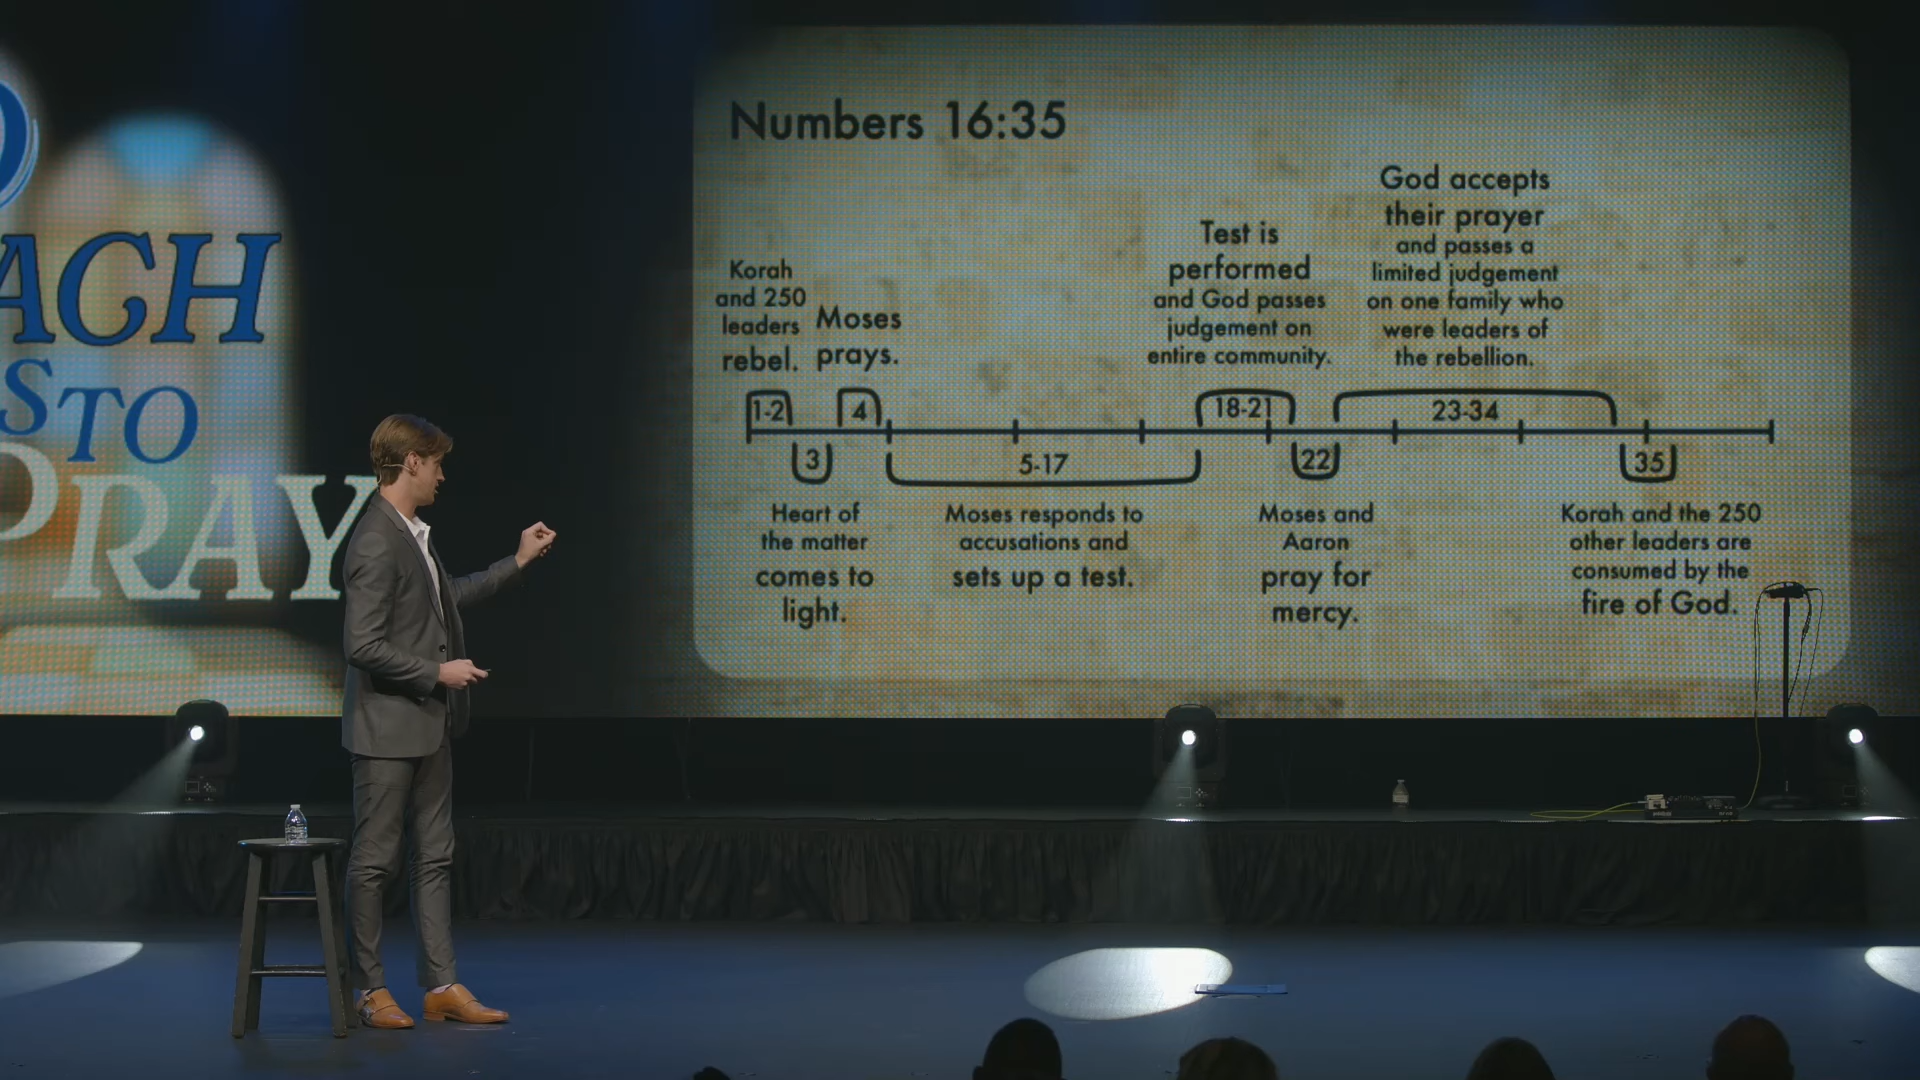 ACH
S TO
PRAY
Numbers 16:35
Korah
and 250
leaders
rebel.
Moses
prays.
Test is
performed
and God passes
judgement on
entire community.
God accepts
their prayer
and passes a
limited judgement
on one family who
were leaders of
the rebellion.
1-2
4
18-21
23-34
3
5-17
22
35
Heart of
the matter
comes to
light.
Moses responds to
accusations and
sets up a test.
Moses and
Aaron
pray for
mercy.
Korah and the 250
other leaders are
consumed by the
fire of God.